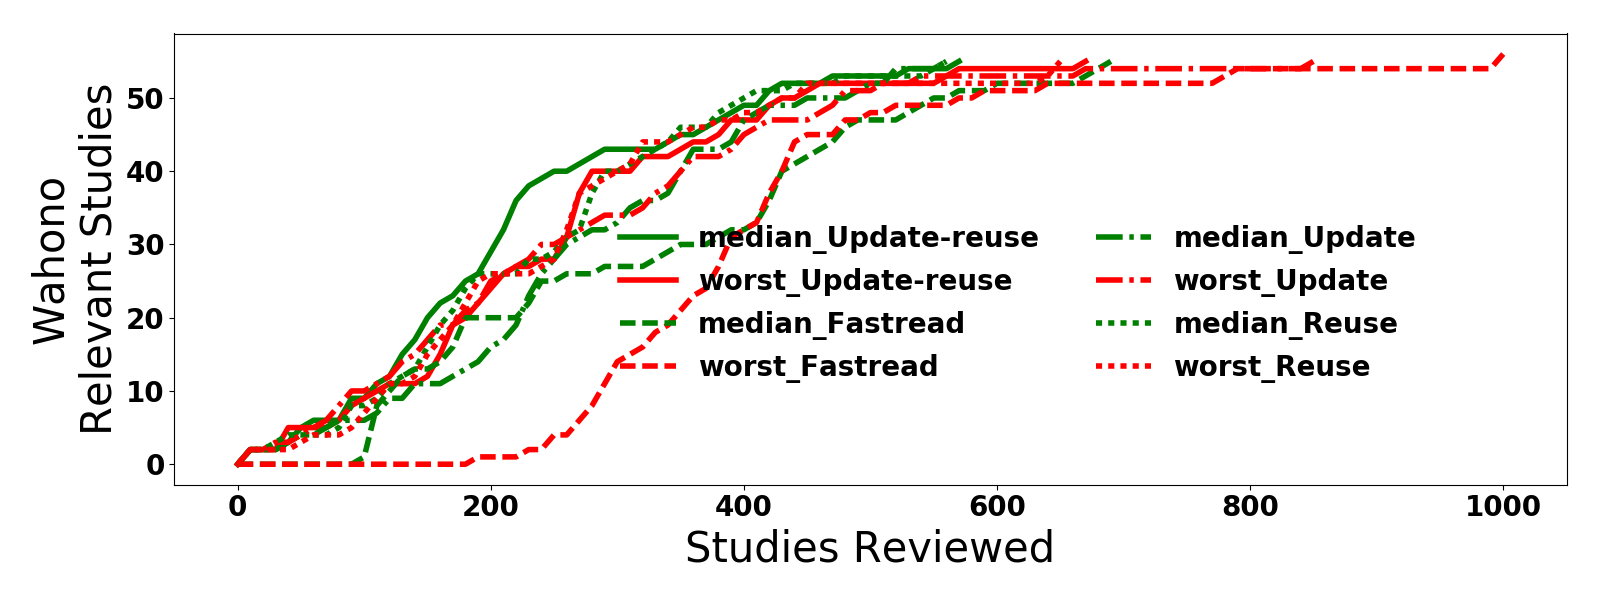 Wahono
Relevant Studies
50
40
30
20
10
0
median_Update-reuse
worst_Update-reuse
median_Fastread
worst_Fastread
median_Update
worst_Update
median_Reuse
worst_Reuse
0 200 400 600 800 1000
Studies Reviewed